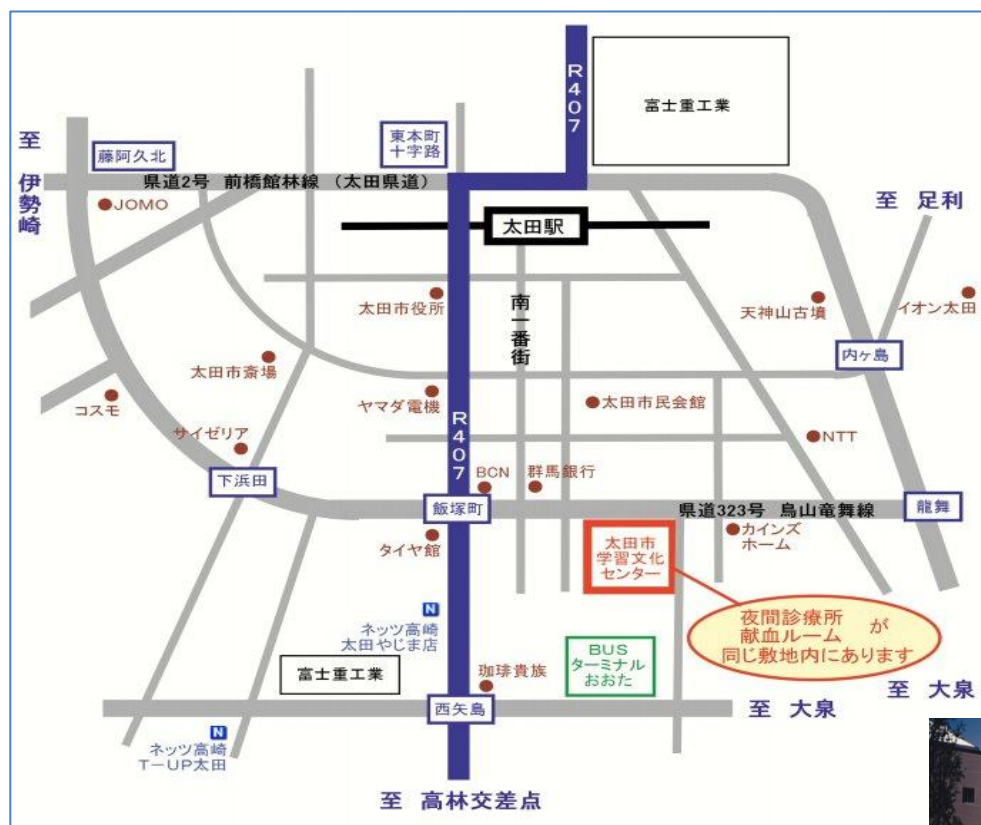 R407
富士重工業
至
伊勢崎
藤阿久北
東本町
十字路
県道2号 前橋館林線 (太田県道)
JOMO
太田駅
至 足利
太田市役所
南一番街
天神山古墳
イオン太田
内ヶ島
太田市斎場
コスモ
ヤマダ電機
太田市民会館
サイゼリア
R407
NTT
下浜田
BCN
群馬銀行
飯塚町
県道323号 鳥山竜舞線
龍舞
タイヤ館
太田市
学習文化
センター
カインズ
ホーム
N
ネッツ高崎
太田やじま店
夜間診療所
献血ルーム が
同じ敷地内にあります
BUS
ターミナル
おおた
富士重工業
珈琲貴族
至 大泉
西矢島
至 大泉
N
ネッツ高崎
T-UP太田
至 高林交差点